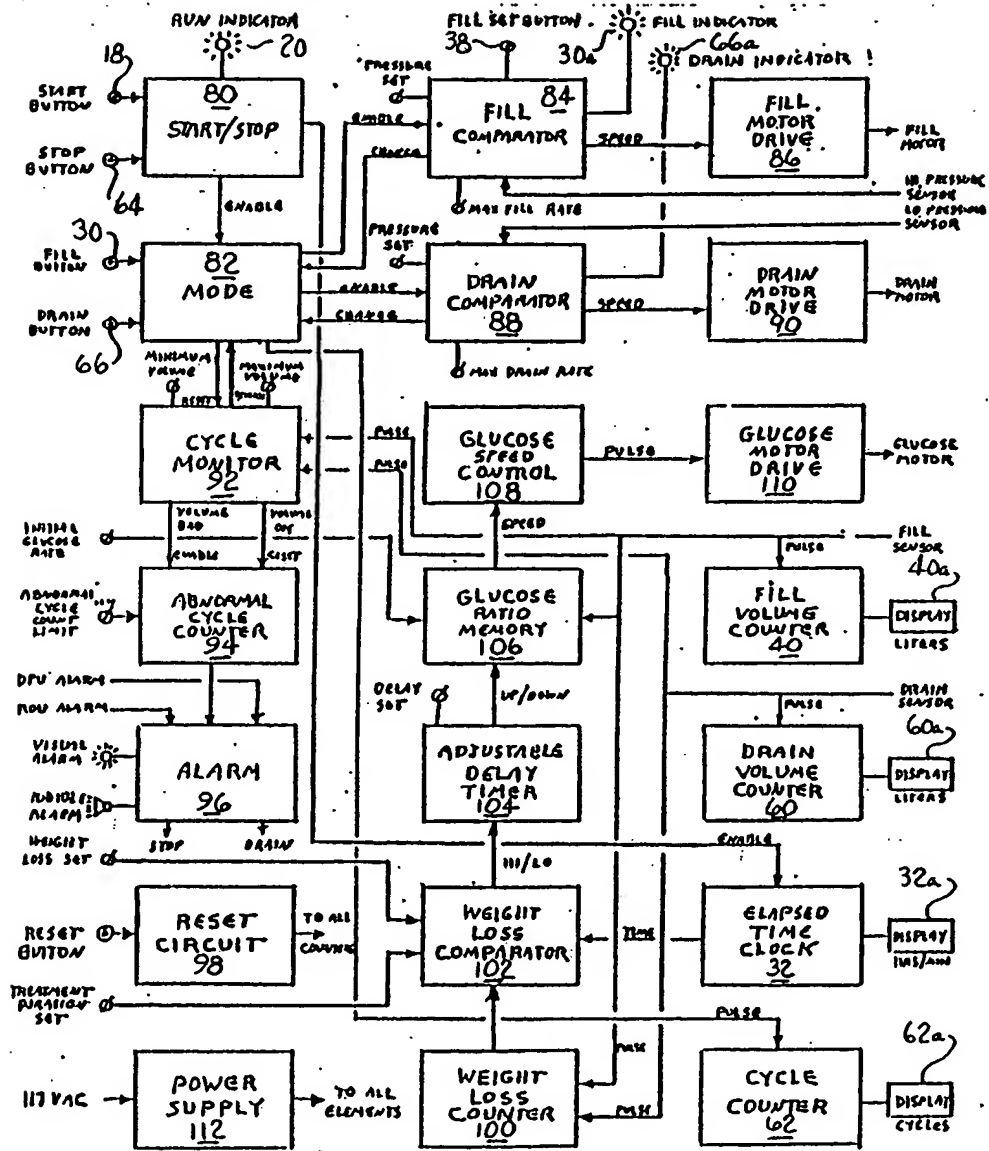 RUN INDICATOR
20
18
START BUTTON
80
START/STOP
STOP BUTTON
64
ENABLE
FILL SET BUTTON
38
30a
FILL INDICATOR
66a
DRAIN INDICATOR
PRESSURE SET
84
FILL COMPARATOR
ENABLE
CHANGE
SPEED
FILL MOTOR DRIVE
86
FILL MOTOR
MAX FILL RATE
HI PRESSURE SENSOR
LO PRESSURE SENSOR
30
FILL BUTTON
82
MODE
DRAIN BUTTON
66
PRESSURE SET
ENABLE
CHANGE
DRAIN COMPARATOR
88
SPEED
DRAIN MOTOR DRIVE
90
DRAIN MOTOR
MAX DRAIN RATE
MINIMUM VOLUME
MAXIMUM VOLUME
RESET
CYCLE MONITOR
92
PULSE
PULSE
GLUCOSE SPEED CONTROL
108
PULSE
GLUCOSE MOTOR DRIVE
110
GLUCOSE MOTOR
VOLUME BAD
ENABLE
VOLUME
RESET
INITIAL GLUCOSE RATE
SPEED
FILL SENSOR
PULSE
40a
ABNORMAL CYCLE COUNT LIMIT
ABNORMAL CYCLE COUNTER
94
GLUCOSE RATIO MEMORY
106
FILL VOLUME COUNTER
40
DISPLAY
LITERS
ALARM
ALARM
DELAY SET
UP/DOWN
DRAIN SENSOR
PULSE
60a
VISUAL ALARM
AUDIBLE ALARM
ALARM
96
STOP
DRAIN
ADJUSTABLE DELAY TIMER
104
DRAIN VOLUME COUNTER
60
DISPLAY
LITERS
WEIGHT LOSS SET
HI/LO
ENABLE
32a
RESET BUTTON
RESET CIRCUIT
98
TO ALL
WEIGHT LOSS COMPARATOR
102
TIME
ELAPSED TIME CLOCK
32
DISPLAY
HRS/MIN
TREATMENT DURATION SET
PULSE
62a
117 VAC
POWER SUPPLY
112
TO ALL ELEMENTS
WEIGHT LOSS COUNTER
100
PULSE
PULSE
CYCLE COUNTER
62
DISPLAY
CYCLES